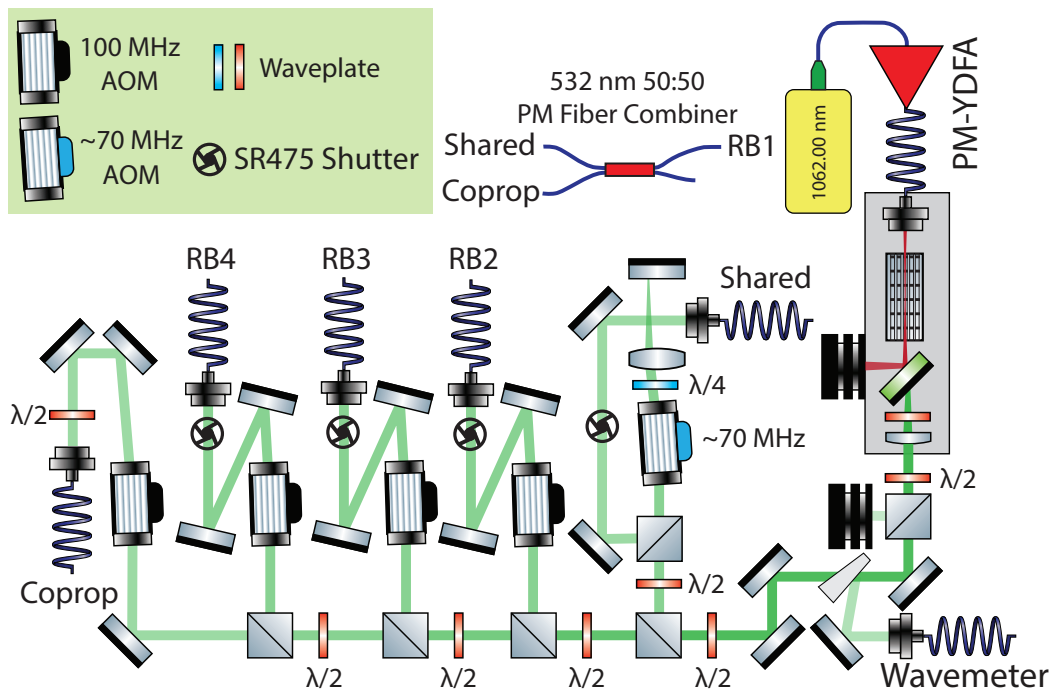 100 MHz
AOM
Waveplate
~70 MHz
AOM
SR475 Shutter
532 nm 50:50
PM Fiber Combiner
Shared
RB1
Coprop
1062.00 nm
PM-YDFA
RB4
RB3
RB2
Shared
λ/2
λ/4
~70 MHz
λ/2
λ/2
Coprop
λ/2
λ/2
λ/2
λ/2
Wavemeter